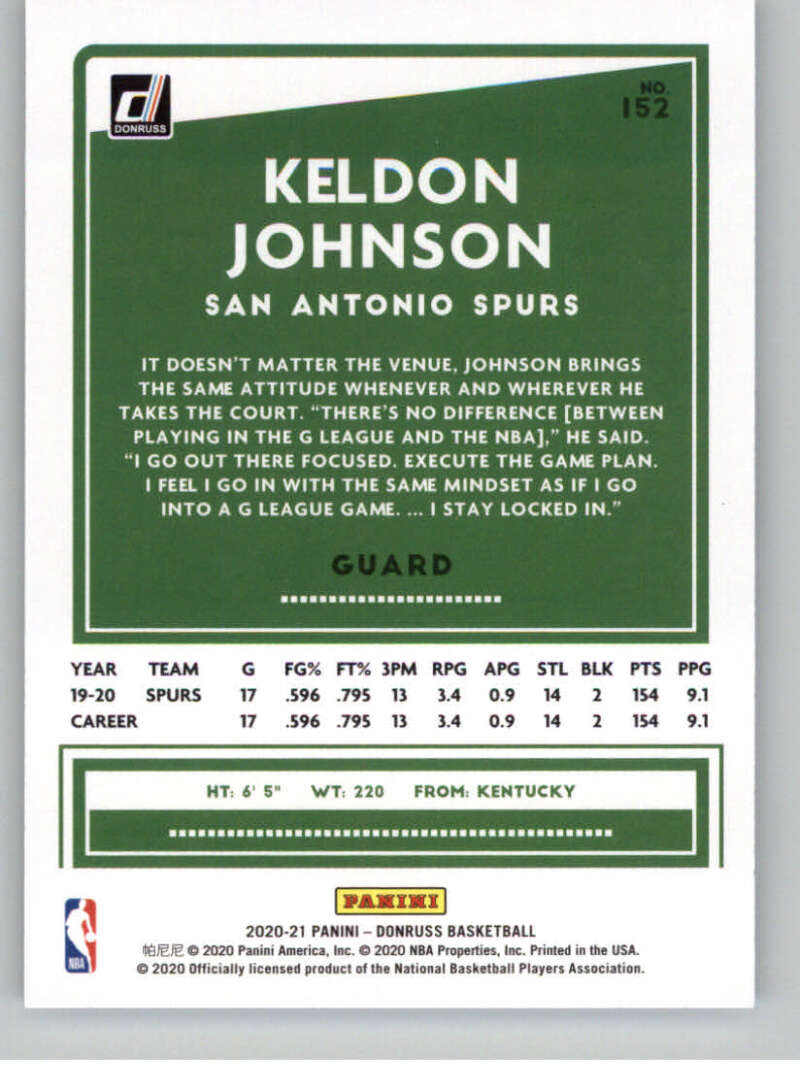 DONRUSS
NO.
152
KELDON
JOHNSON
SAN ANTONIO SPURS
IT DOESN'T MATTER THE VENUE, JOHNSON BRINGS
THE SAME ATTITUDE WHENEVER AND WHEREVER HE
TAKES THE COURT. "THERE'S NO DIFFERENCE [BETWEEN
PLAYING IN THE G LEAGUE AND THE NBA]," HE SAID.
"I GO OUT THERE FOCUSED. EXECUTE THE GAME PLAN.
I FEEL I GO IN WITH THE SAME MINDSET AS IF I GO
INTO A G LEAGUE GAME. ... I STAY LOCKED IN."
GUARD
YEAR TEAM G FG% FT% 3PM RPG APG STL BLK PTS PPG
19-20 SPURS 17 .596 .795 13 3.4 0.9 14 2 154 9.1
CAREER 17 .596 .795 13 3.4 0.9 14 2 154 9.1
HT: 6' 5" WT: 220 FROM: KENTUCKY
PANINI
2020-21 PANINI – DONRUSS BASKETBALL
帕尼尼 © 2020 Panini America, Inc. © 2020 NBA Properties, Inc. Printed in the USA.
© 2020 Officially licensed product of the National Basketball Players Association.
NBA